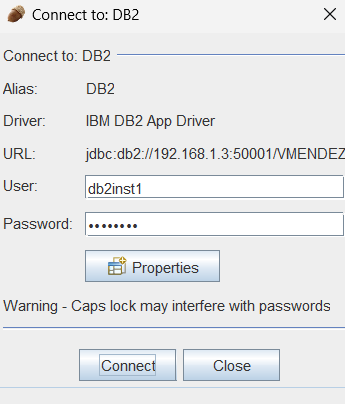 Connect to: DB2
Connect to: DB2
Alias: DB2
Driver: IBM DB2 App Driver
URL: jdbc:db2://192.168.1.3:50001/VMENDEZ
User: db2inst1
Password: ••••••••
Properties
Warning - Caps lock may interfere with passwords
Connect Close